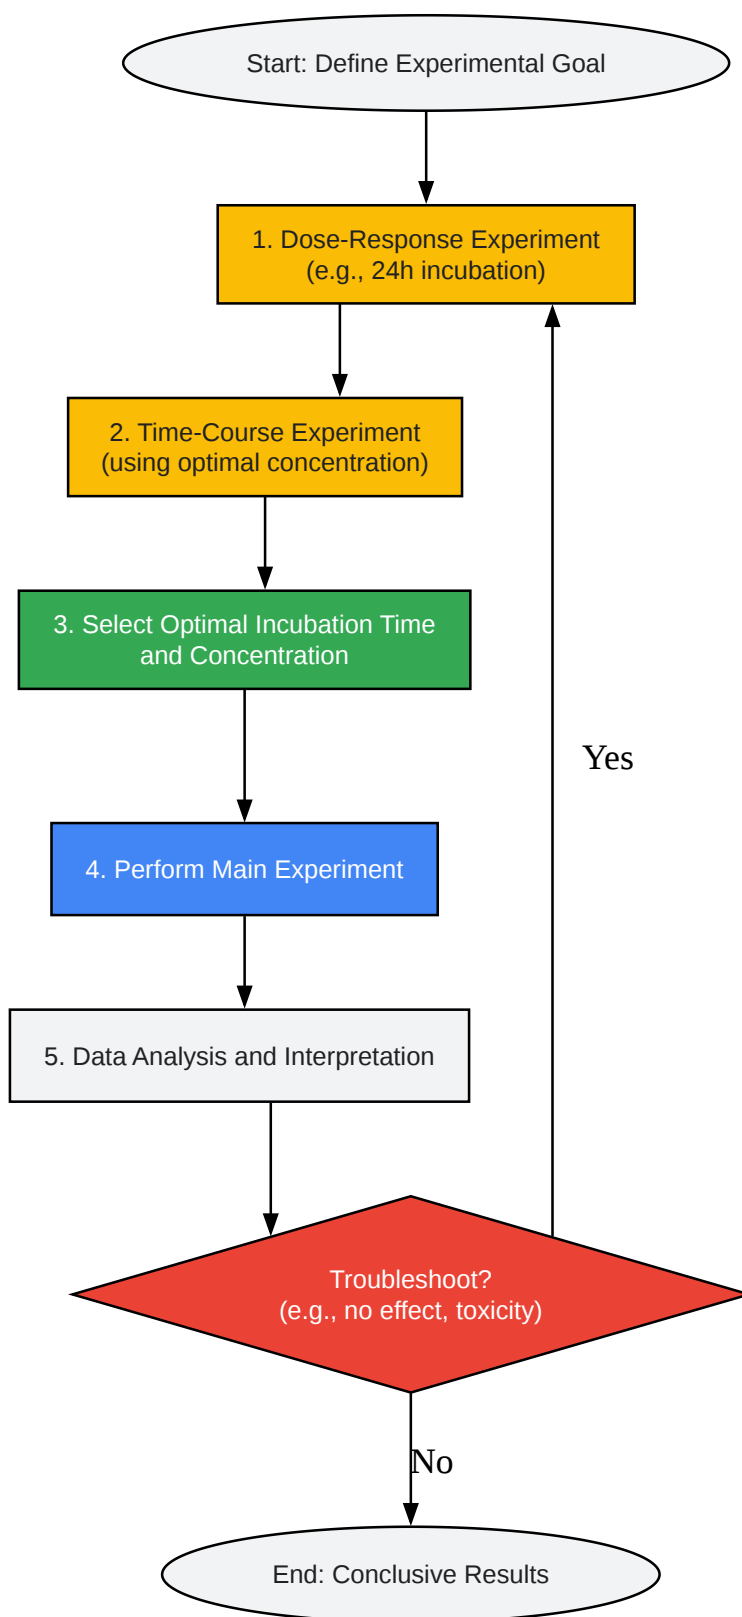 Start: Define Experimental Goal
1. Dose-Response Experiment
(e.g., 24h incubation)
2. Time-Course Experiment
(using optimal concentration)
3. Select Optimal Incubation Time
and Concentration
Yes
4. Perform Main Experiment
5. Data Analysis and Interpretation
Troubleshoot?
(e.g., no effect, toxicity)
No
End: Conclusive Results